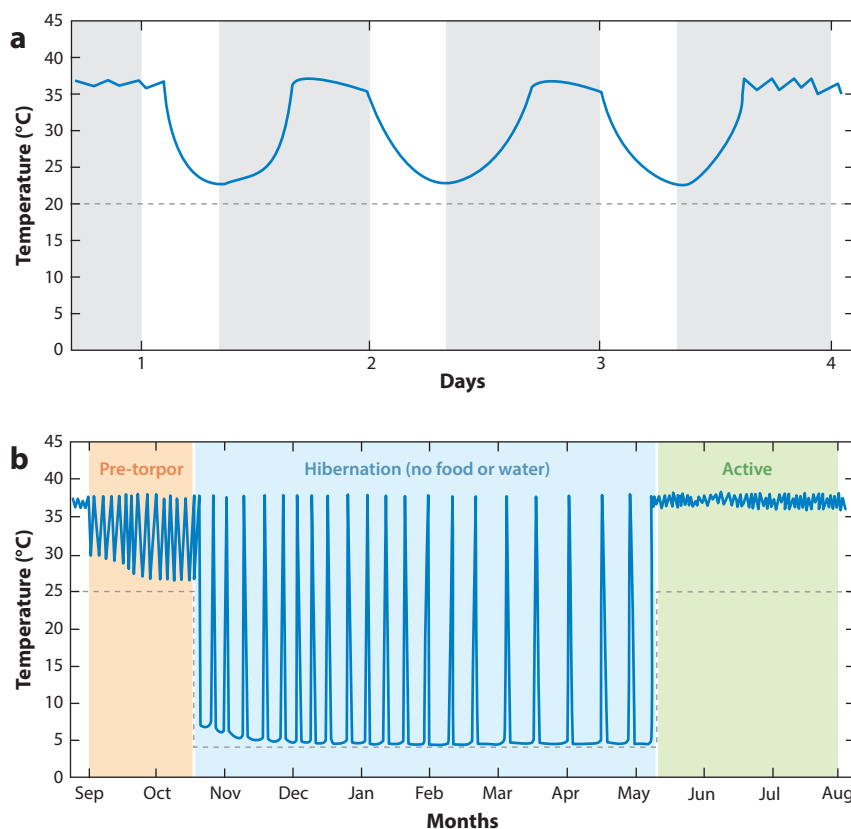 a
45
40
35
30
25
20
15
10
5
0
Temperature (°C)
1 2 3 4
Days
b
45
40
35
30
25
20
15
10
5
0
Temperature (°C)
Pre-torpor Hibernation (no food or water) Active
Sep Oct Nov Dec Jan Feb Mar Apr May Jun Jul Aug
Months